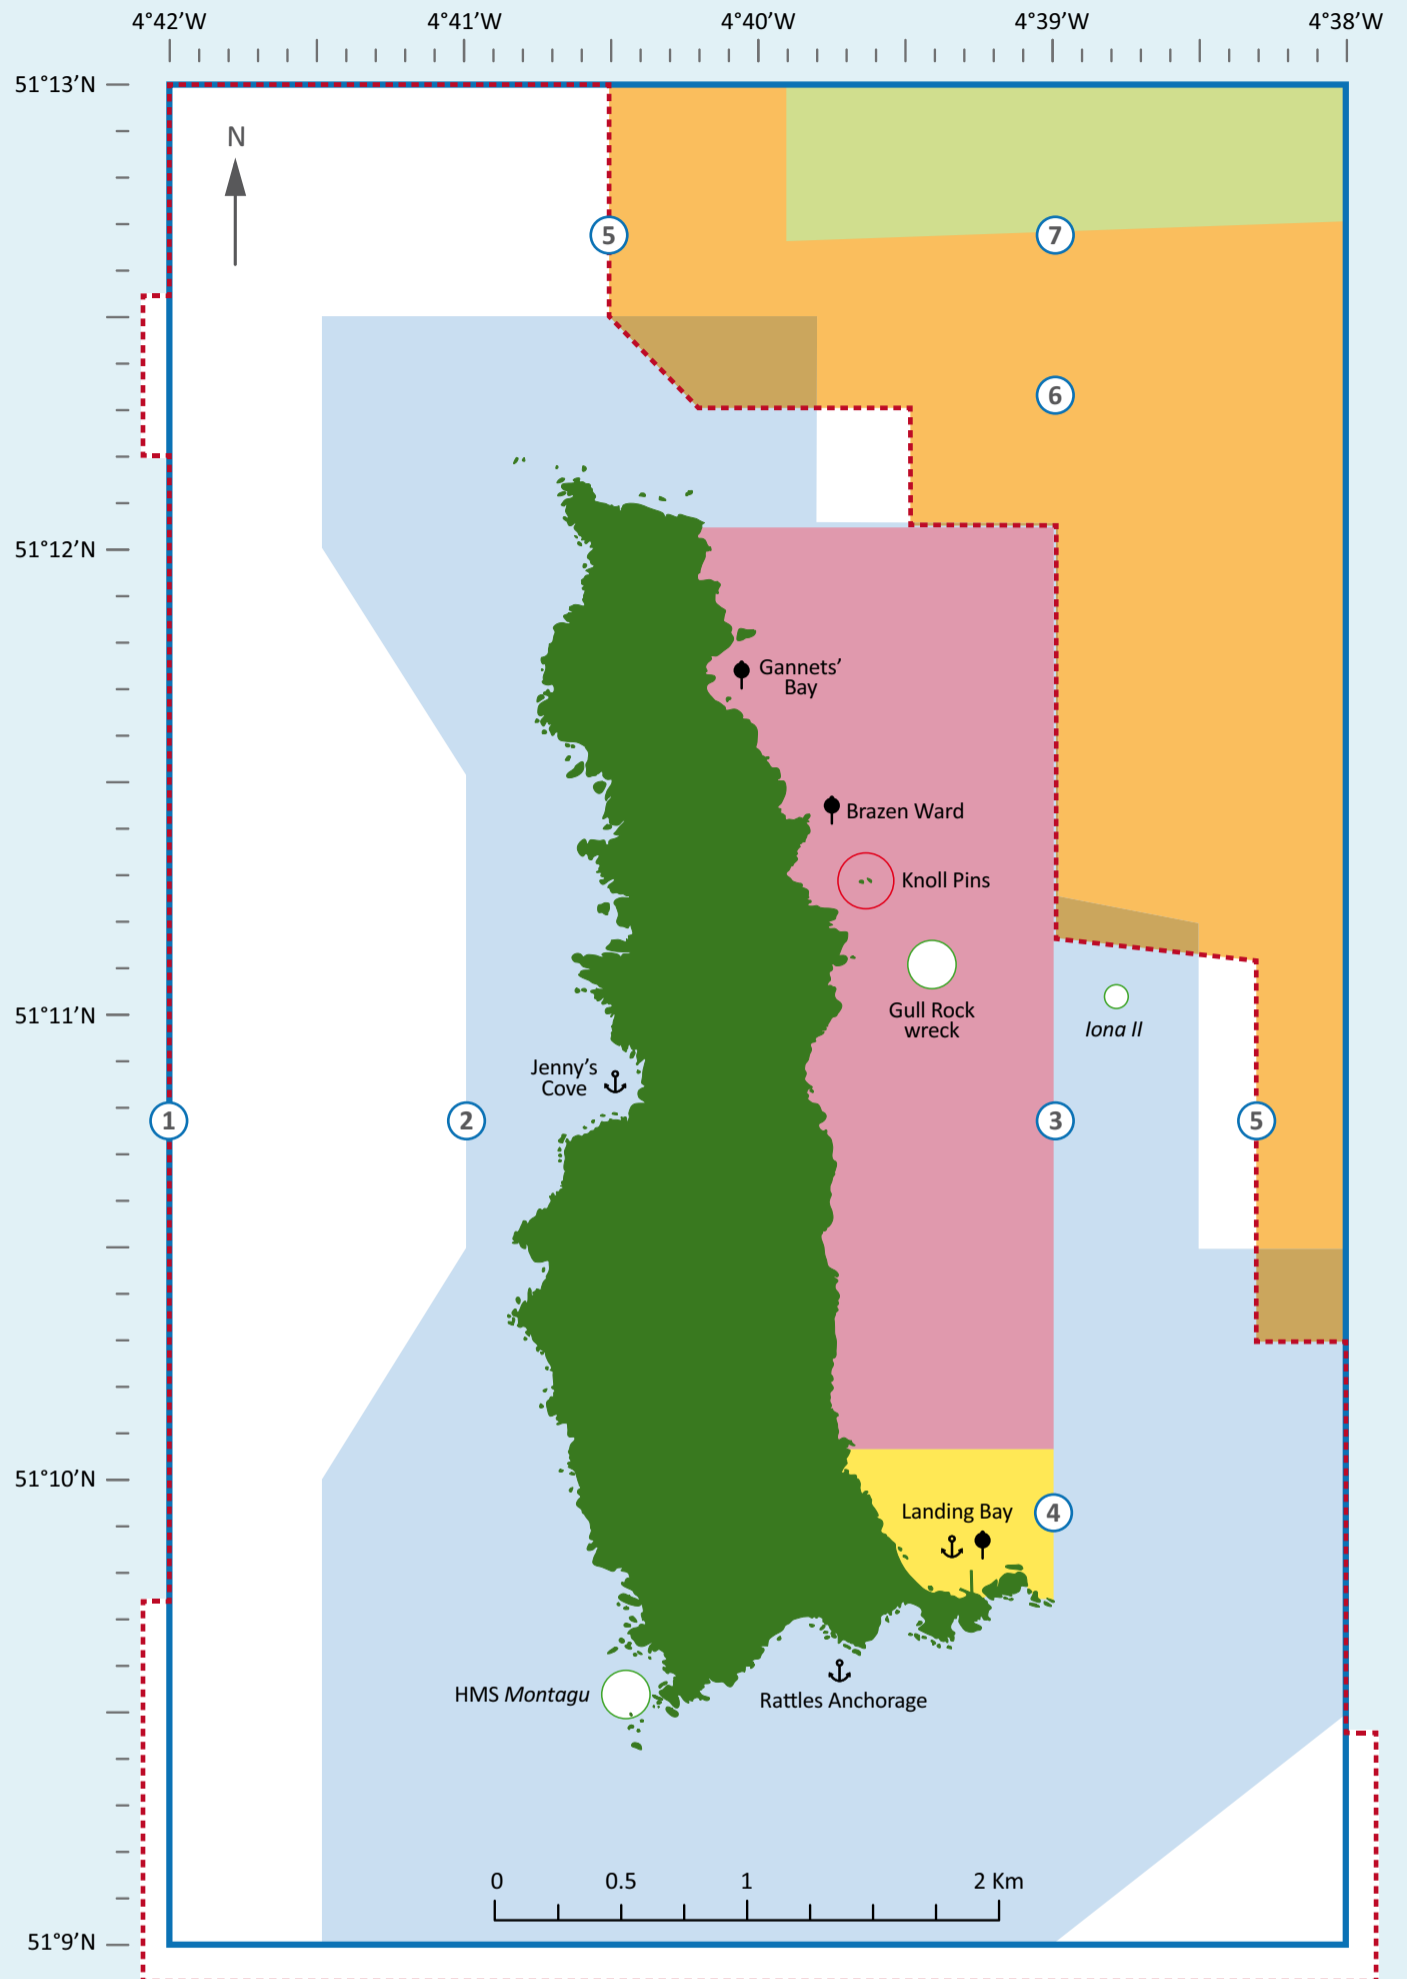 4°42’W
4°41’W
4°40’W
4°39’W
4°38’W
51°13’N
N
5
7
6
51°12’N
Gannets’
Bay
Brazen Ward
Knoll Pins
Gull Rock
wreck
Iona II
51°11’N
Jenny’s
Cove
1
2
3
5
51°10’N
Landing Bay
4
HMS Montagu
Rattles Anchorage
0 0.5 1 2 Km
51°9’N